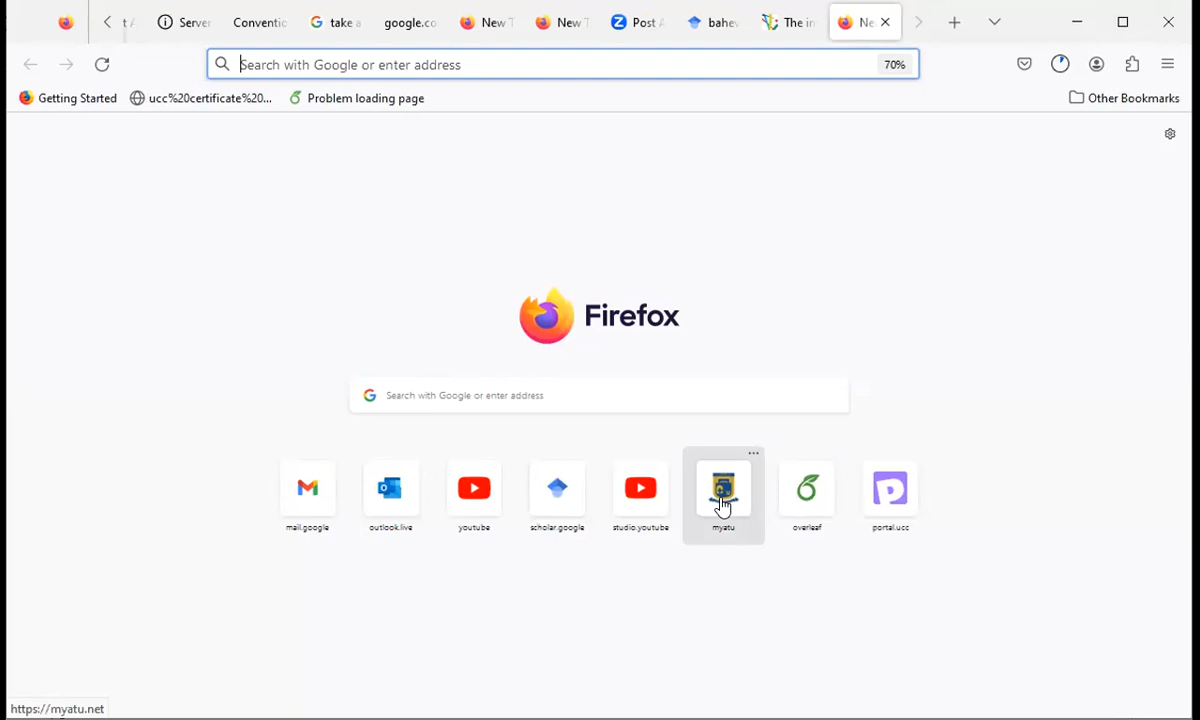 Server Conventic take a google.co New T New T Post A bahev The in Ne
Search with Google or enter address 70%
Getting Started ucc%20certificate%20... Problem loading page Other Bookmarks
Firefox
Search with Google or enter address
mail.google outlook.live youtube scholar.google studio.youtube myatu overleaf portal.ucc
https://myatu.net